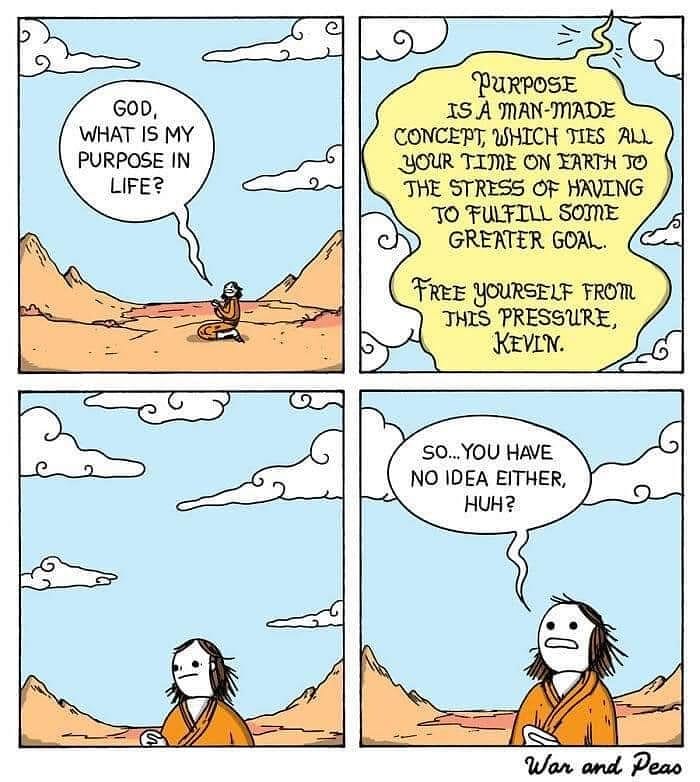 GOD,
WHAT IS MY
PURPOSE IN
LIFE?
PURPOSE
IS A MAN-MADE
CONCEPT, WHICH TIES ALL
YOUR TIME ON EARTH TO
THE STRESS OF HAVING
TO FULFILL SOME
GREATER GOAL.
FREE YOURSELF FROM
THIS PRESSURE,
KEVIN.
SO...YOU HAVE
NO IDEA EITHER,
HUH?
War and Peas